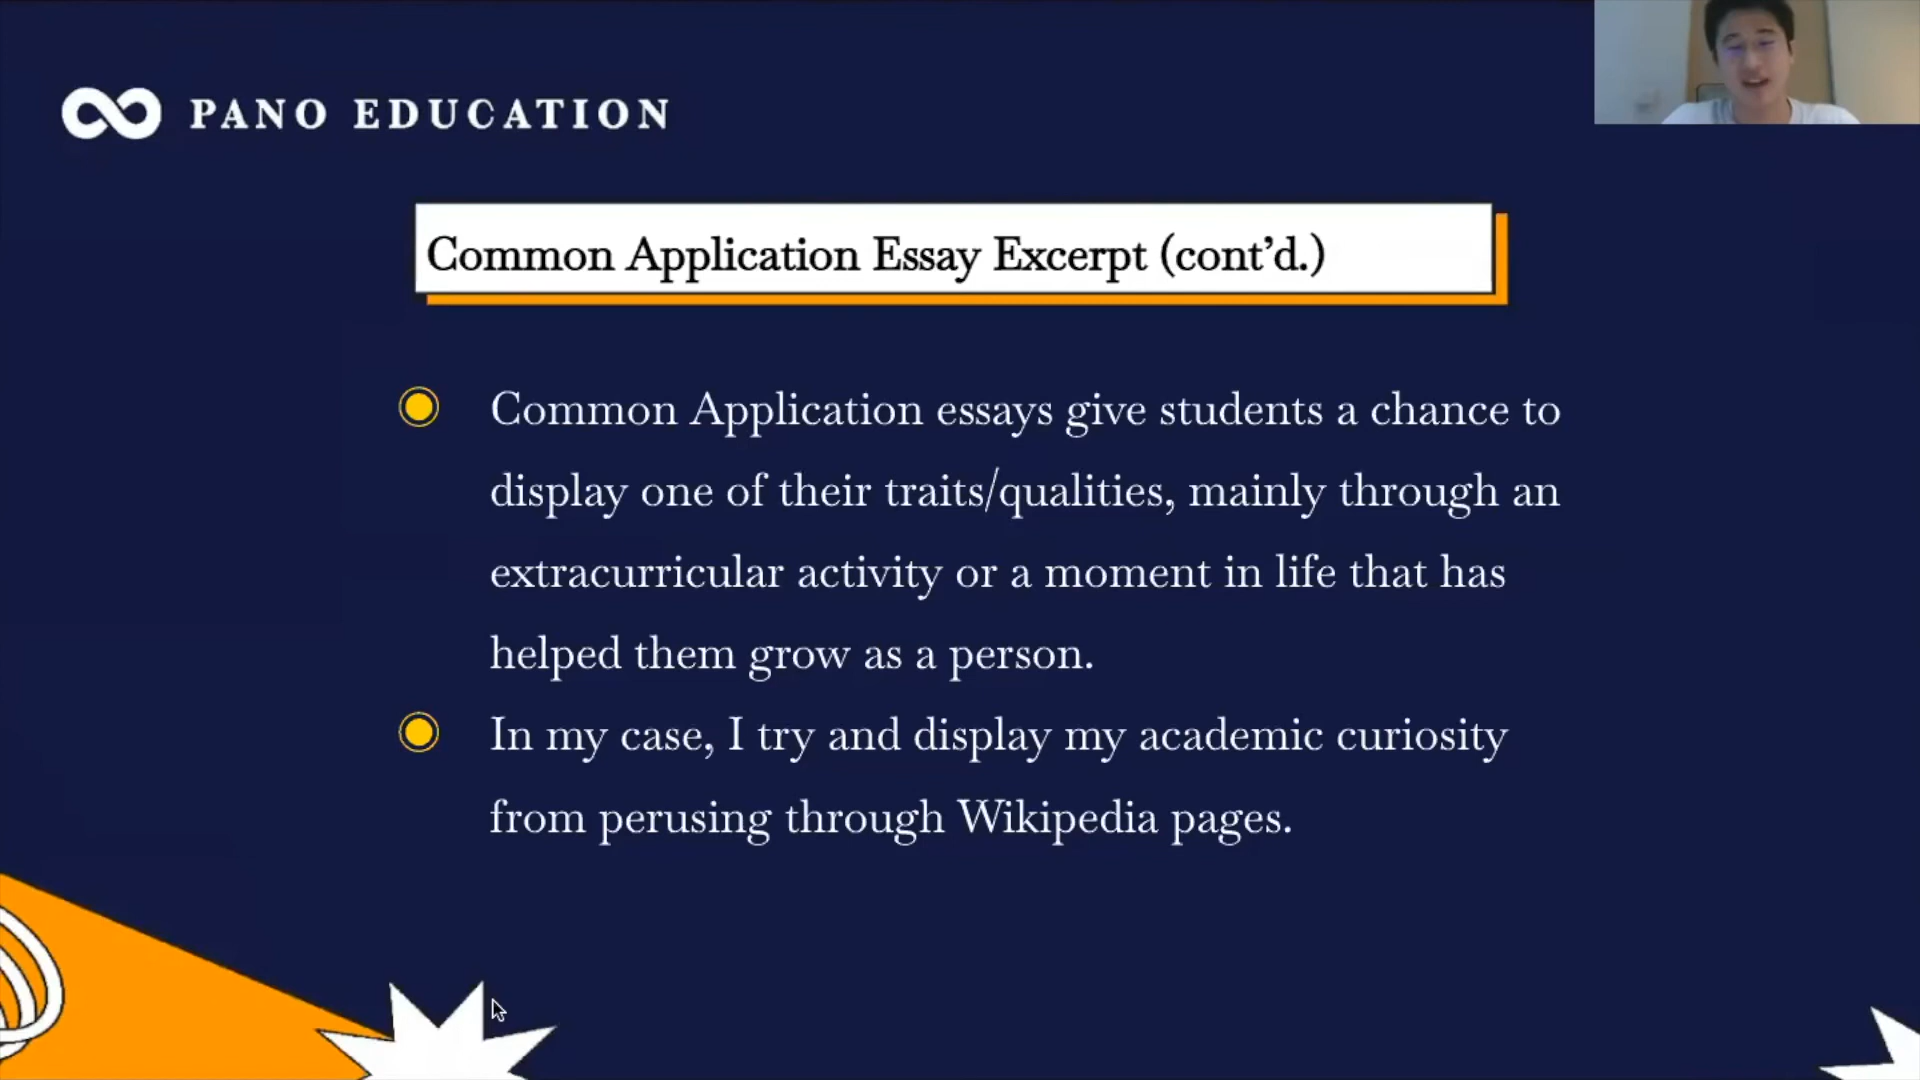 PANO EDUCATION
Common Application Essay Excerpt (cont’d.)
Common Application essays give students a chance to
display one of their traits/qualities, mainly through an
extracurricular activity or a moment in life that has
helped them grow as a person.
In my case, I try and display my academic curiosity
from perusing through Wikipedia pages.